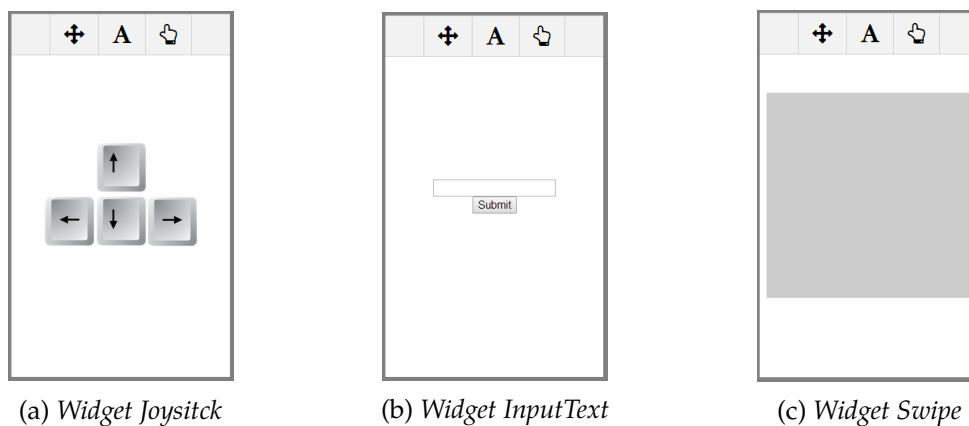 A
A
A
Submit
(a) Widget Joysitck
(b) Widget InputText
(c) Widget Swipe